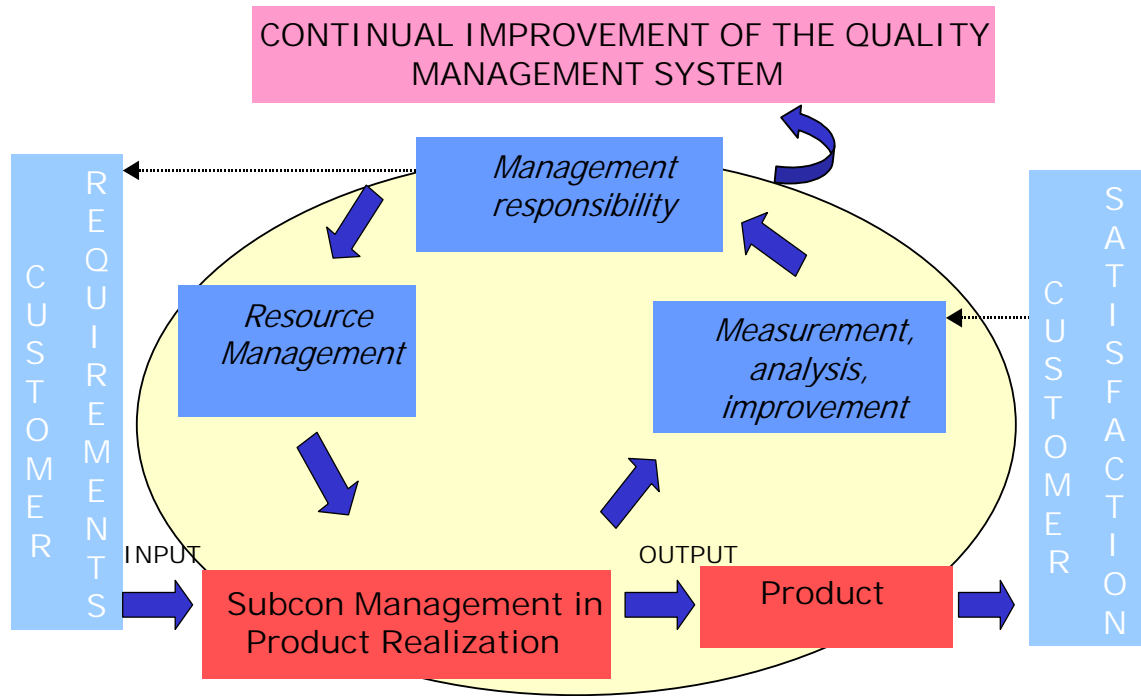 CONTINUAL IMPROVEMENT OF THE QUALITY
MANAGEMENT SYSTEM
CUSTOMER
REQUIREMENTS
Management
responsibility
Resource
Management
Measurement,
analysis,
improvement
CUSTOMER
SATISFACTION
INPUT
Subcon Management in
Product Realization
OUTPUT
Product